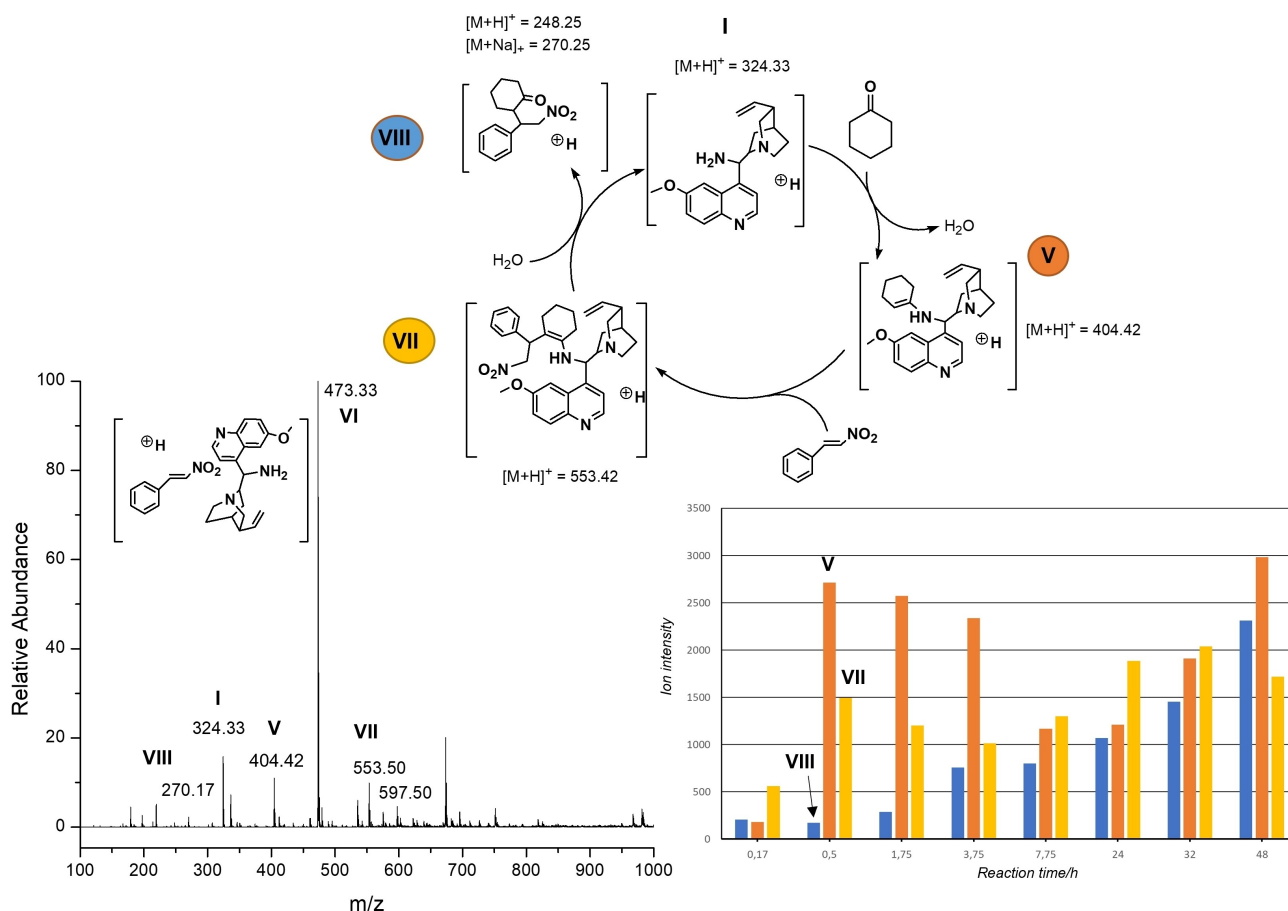 [M+H]⁺ = 248.25
[M+Na]₊ = 270.25
I
[M+H]⁺ = 324.33
VIII
O
NO₂
⊕H
H₂N
N
O
N
⊕H
O
H₂O
H₂O
V
HN
N
O
N
⊕H
[M+H]⁺ = 404.42
VII
O₂N
HN
N
O
N
⊕H
[M+H]⁺ = 553.42
NO₂
Relative Abundance
100
80
60
40
20
0
473.33
VI
⊕H
NO₂
N
O
NH₂
N
I
324.33
VIII
270.17
V
404.42
VII
553.50
597.50
100 200 300 400 500 600 700 800 900 1000
m/z
Ion intensity
3500
3000
2500
2000
1500
1000
500
0
V
VII
VIII
0,17 0,5 1,75 3,75 7,75 24 32 48
Reaction time/h